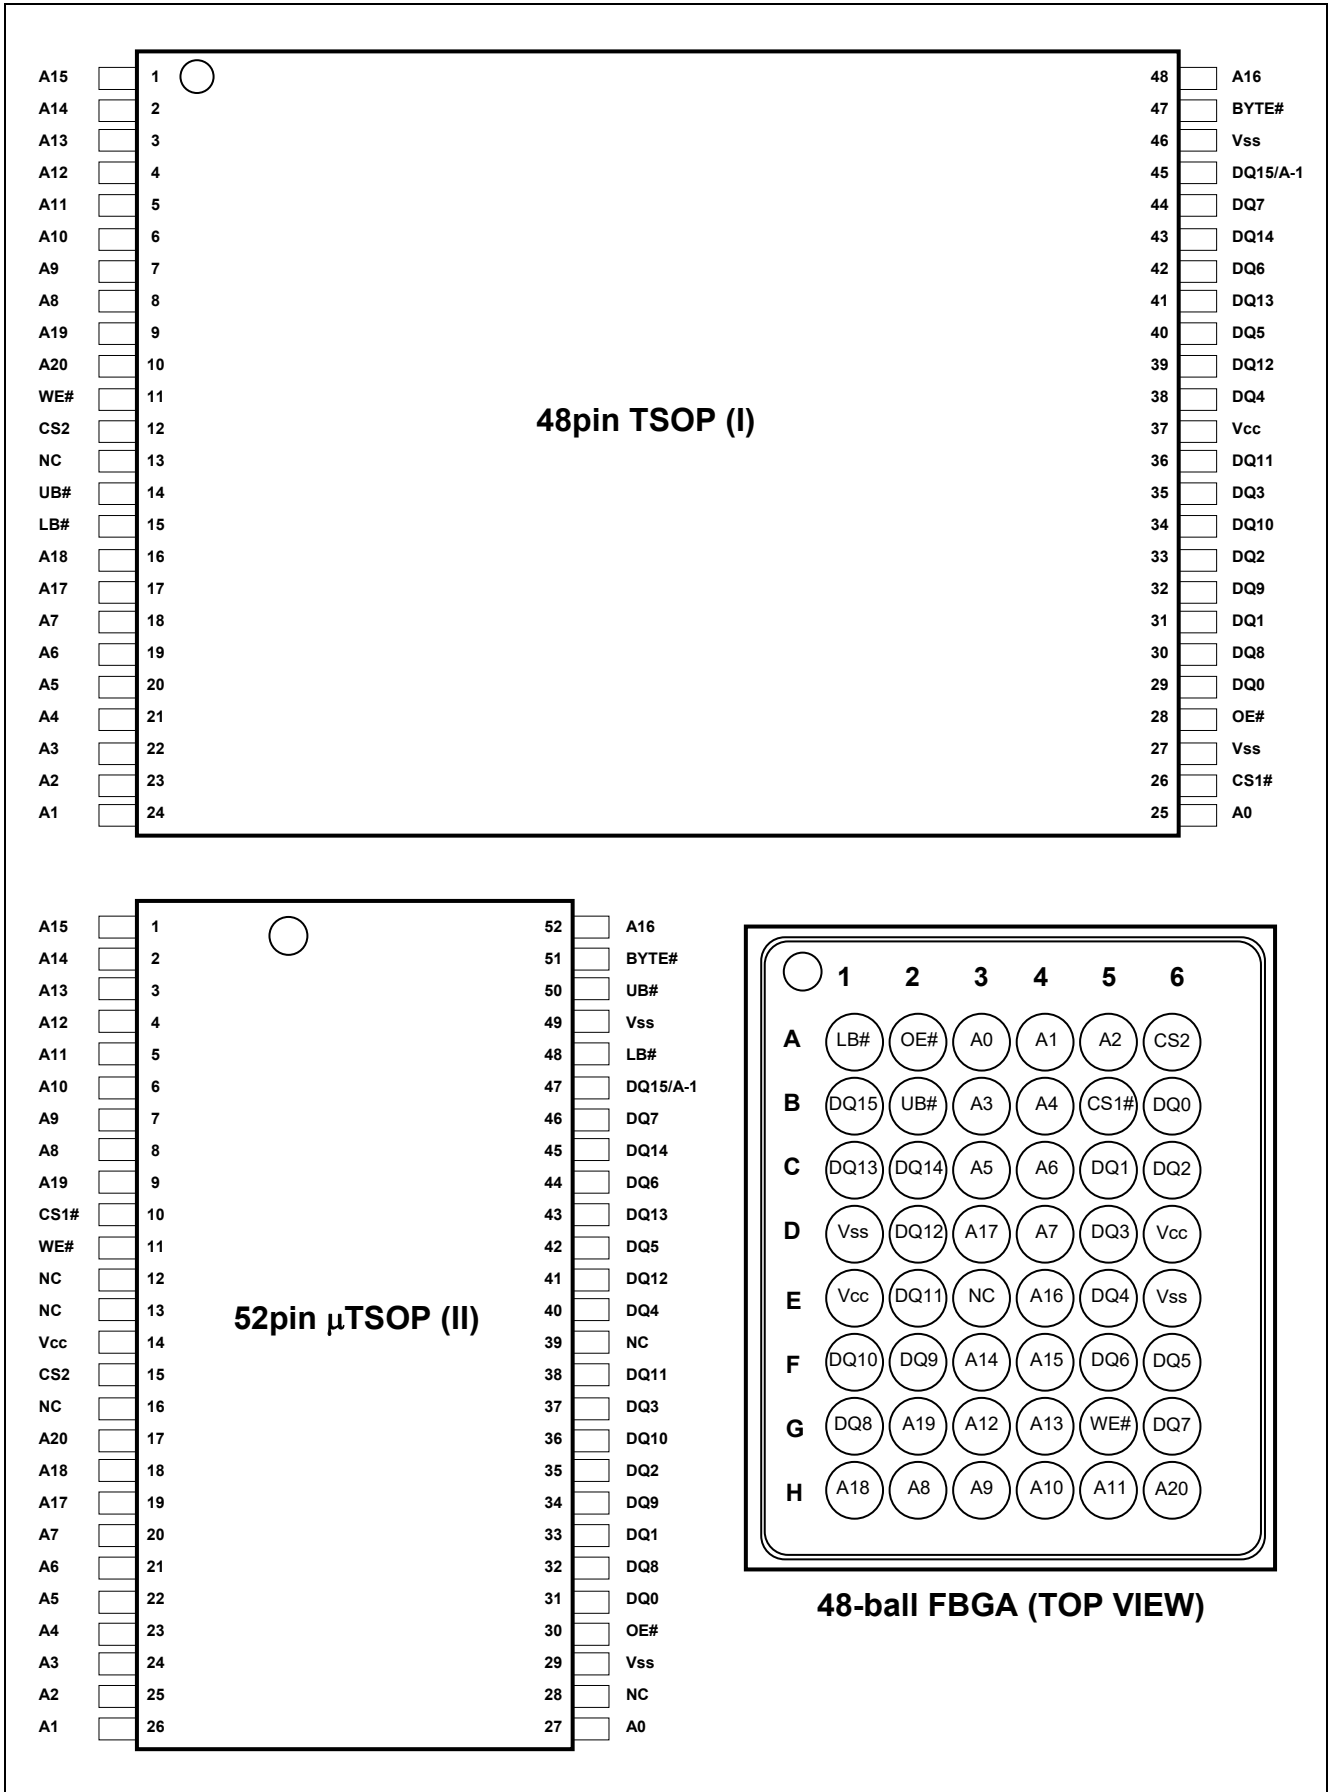 A15 1 48 A16
A14 2 47 BYTE#
A13 3 46 Vss
A12 4 45 DQ15/A-1
A11 5 44 DQ7
A10 6 43 DQ14
A9 7 42 DQ6
A8 8 41 DQ13
A19 9 40 DQ5
A20 10 39 DQ12
WE# 11 38 DQ4
CS2 12 37 Vcc
48pin TSOP (I)
NC 13 36 DQ11
UB# 14 35 DQ3
LB# 15 34 DQ10
A18 16 33 DQ2
A17 17 32 DQ9
A7 18 31 DQ1
A6 19 30 DQ8
A5 20 29 DQ0
A4 21 28 OE#
A3 22 27 Vss
A2 23 26 CS1#
A1 24 25 A0
A15 1 52 A16
A14 2 51 BYTE#
A13 3 50 UB#
A12 4 49 Vss
A11 5 48 LB#
A10 6 47 DQ15/A-1
A9 7 46 DQ7
A8 8 45 DQ14
A19 9 44 DQ6
CS1# 10 43 DQ13
WE# 11 42 DQ5
NC 12 41 DQ12
NC 13 40 DQ4
52pin μTSOP (II)
Vcc 14 39 NC
CS2 15 38 DQ11
NC 16 37 DQ3
A20 17 36 DQ10
A18 18 35 DQ2
A17 19 34 DQ9
A7 20 33 DQ1
A6 21 32 DQ8
A5 22 31 DQ0
A4 23 30 OE#
A3 24 29 Vss
A2 25 28 NC
A1 26 27 A0
1 2 3 4 5 6
A LB# OE# A0 A1 A2 CS2
B DQ15 UB# A3 A4 CS1# DQ0
C DQ13 DQ14 A5 A6 DQ1 DQ2
D Vss DQ12 A17 A7 DQ3 Vcc
E Vcc DQ11 NC A16 DQ4 Vss
F DQ10 DQ9 A14 A15 DQ6 DQ5
G DQ8 A19 A12 A13 WE# DQ7
H A18 A8 A9 A10 A11 A20
48-ball FBGA (TOP VIEW)